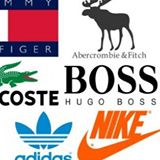 MMY
FIGER
Abercrombie & Fitch
COSTE
BOSS
HUGO BOSS
adidas
NIKE